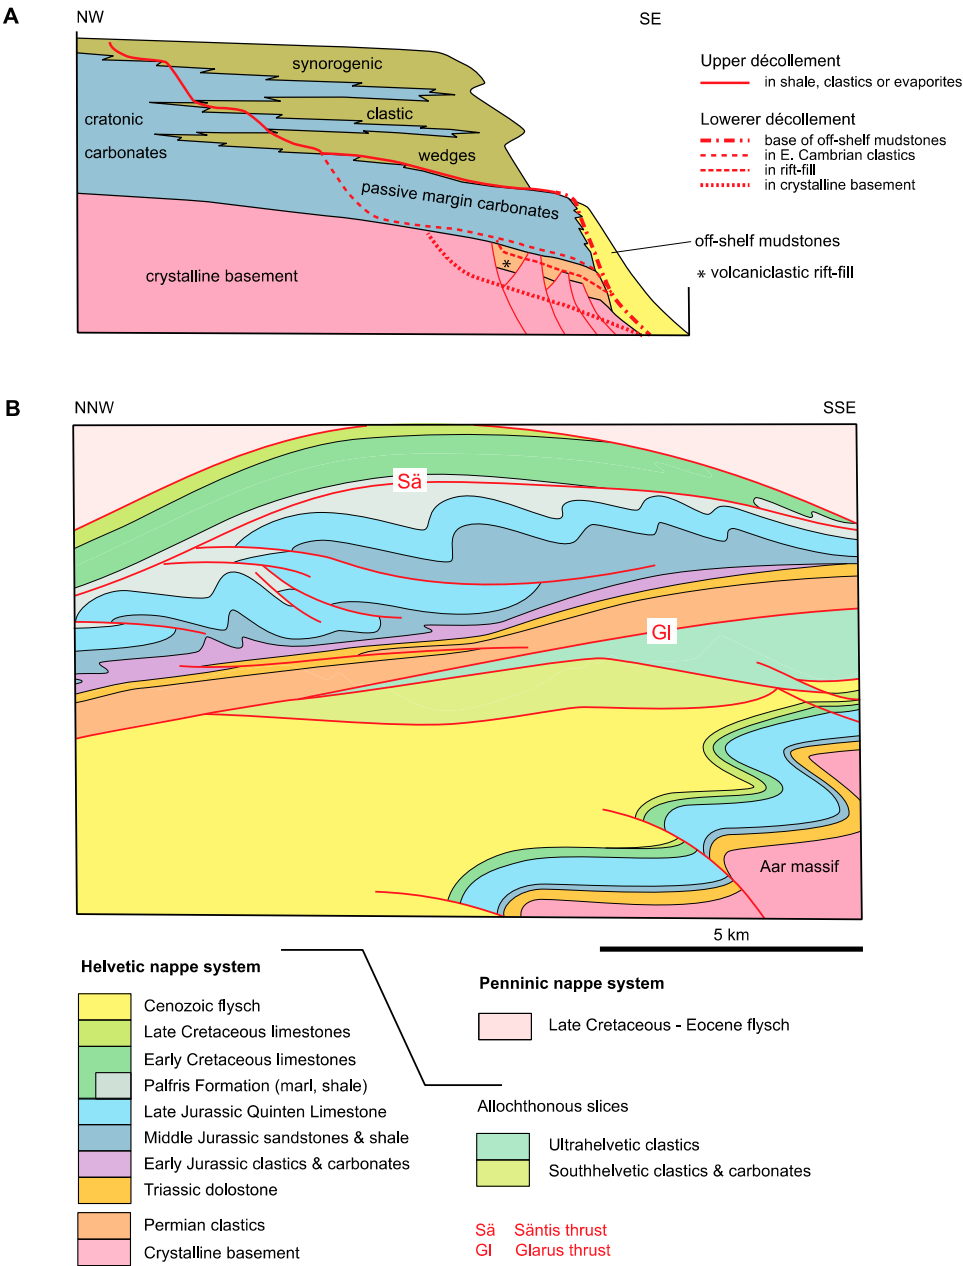 A
NW
SE
synorogenic
clastic
wedges
cratonic
carbonates
passive margin carbonates
crystalline basement
*
Upper décollement
in shale, clastics or evaporites
Lowerer décollement
base of off-shelf mudstones
in E. Cambrian clastics
in rift-fill
in crystalline basement
off-shelf mudstones
* volcaniclastic rift-fill
B
NNW
SSE
Sä
Gl
Aar massif
5 km
Helvetic nappe system
Cenozoic flysch
Late Cretaceous limestones
Early Cretaceous limestones
Palfris Formation (marl, shale)
Late Jurassic Quinten Limestone
Middle Jurassic sandstones & shale
Early Jurassic clastics & carbonates
Triassic dolostone
Permian clastics
Crystalline basement
Penninic nappe system
Late Cretaceous - Eocene flysch
Allochthonous slices
Ultrahelvetic clastics
Southhelvetic clastics & carbonates
Sä Säntis thrust
Gl Glarus thrust